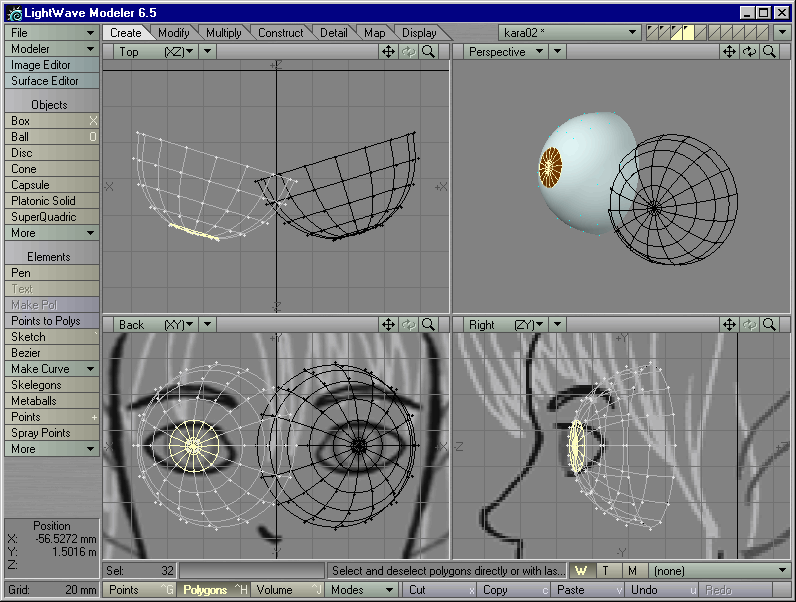 LightWave Modeler 6.5
File
Modeler
Image Editor
Surface Editor
Objects
Box X
Ball O
Disc
Cone
Capsule
Platonic Solid
SuperQuadric
More
Elements
Pen
Text
Make Pol
Points to Polys
Sketch `
Bezier
Make Curve
Skelegons
Metaballs
Points +
Spray Points
More
Position
X: -56.5272 mm
Y: 1.5016 m
Z:
Grid: 20 mm
Create Modify Multiply Construct Detail Map Display
kara02 *
Top (XZ)
+Z
-X
+X
-Z
Perspective
Back (XY)
+Y
-X
-Y
Right (ZY)
+Y
-Z
-Y
Sel: 32
Select and deselect polygons directly or with las...
W T M (none)
Points ^G Polygons ^H Volume ^J Modes Cut x Copy c Paste v Undo u Redo